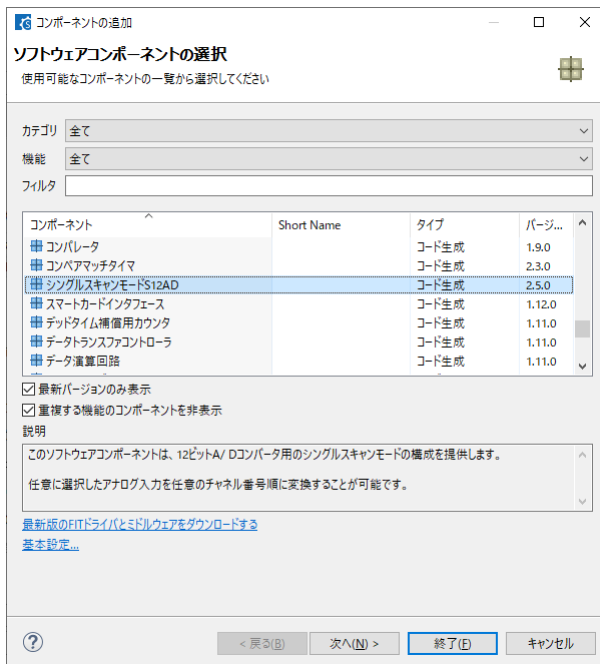 コンポーネントの追加
ソフトウェアコンポーネントの選択
使用可能なコンポーネントの一覧から選択してください
カテゴリ 全て
機能 全て
フィルタ
コンポーネント Short Name タイプ バージ...
コンパレータ コード生成 1.9.0
コンペアマッチタイマ コード生成 2.3.0
シングルスキャンモードS12AD コード生成 2.5.0
スマートカードインタフェース コード生成 1.12.0
デッドタイム補償用カウンタ コード生成 1.11.0
データトランスファコントローラ コード生成 1.11.0
データ演算回路 コード生成 1.11.0
最新バージョンのみ表示
重複する機能のコンポーネントを非表示
説明
このソフトウェアコンポーネントは、12ビットA/ Dコンバータ用のシングルスキャンモードの構成を提供します。
任意に選択したアナログ入力を任意のチャネル番号順に変換することが可能です。
最新版のFITドライバとミドルウェアをダウンロードする
基本設定...
? < 戻る(B) 次へ(N) > 終了(F) キャンセル